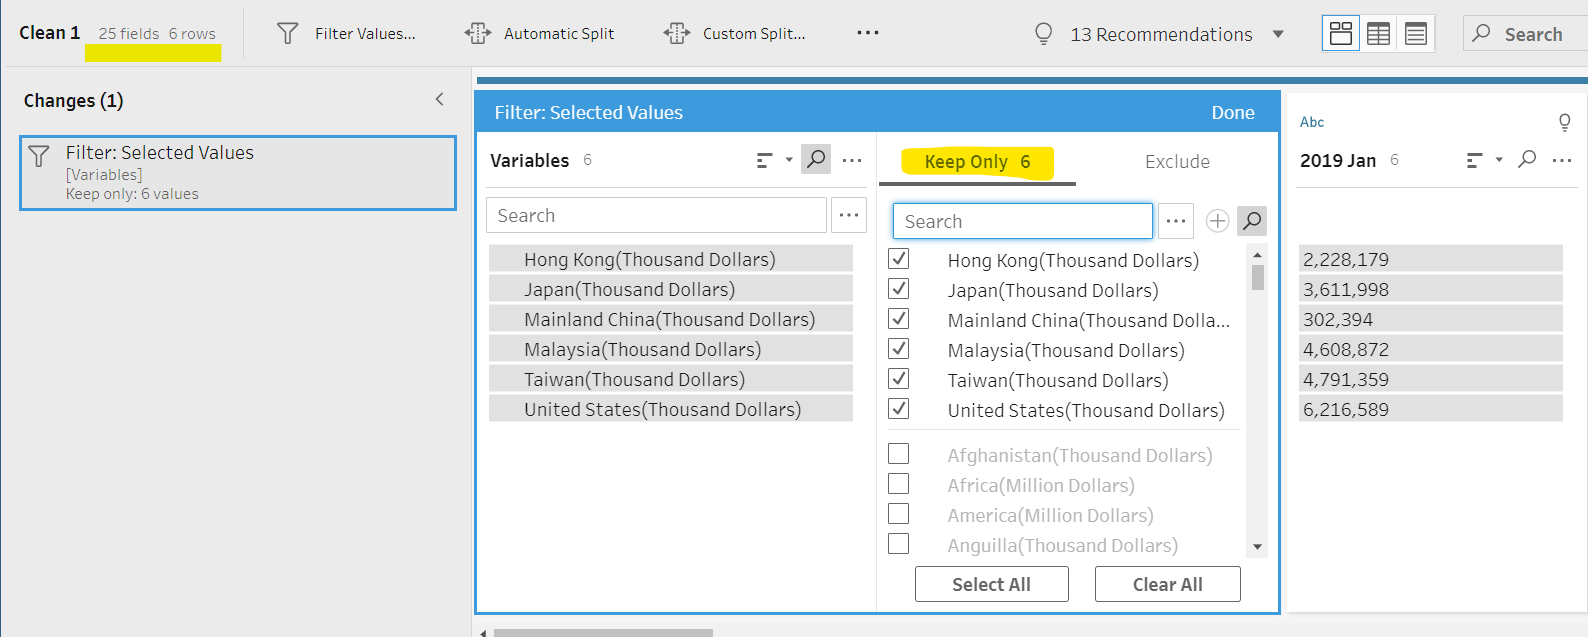 Clean 1 25 fields 6 rows Filter Values... Automatic Split Custom Split... ... 13 Recommendations Search
Changes (1)
Filter: Selected Values
[Variables]
Keep only: 6 values
Filter: Selected Values Done
Variables 6
Search
Hong Kong(Thousand Dollars)
Japan(Thousand Dollars)
Mainland China(Thousand Dollars)
Malaysia(Thousand Dollars)
Taiwan(Thousand Dollars)
United States(Thousand Dollars)
Keep Only 6 Exclude
Search
Hong Kong(Thousand Dollars)
Japan(Thousand Dollars)
Mainland China(Thousand Dolla...
Malaysia(Thousand Dollars)
Taiwan(Thousand Dollars)
United States(Thousand Dollars)
Afghanistan(Thousand Dollars)
Africa(Million Dollars)
America(Million Dollars)
Anguilla(Thousand Dollars)
Select All Clear All
Abc
2019 Jan 6
2,228,179
3,611,998
302,394
4,608,872
4,791,359
6,216,589